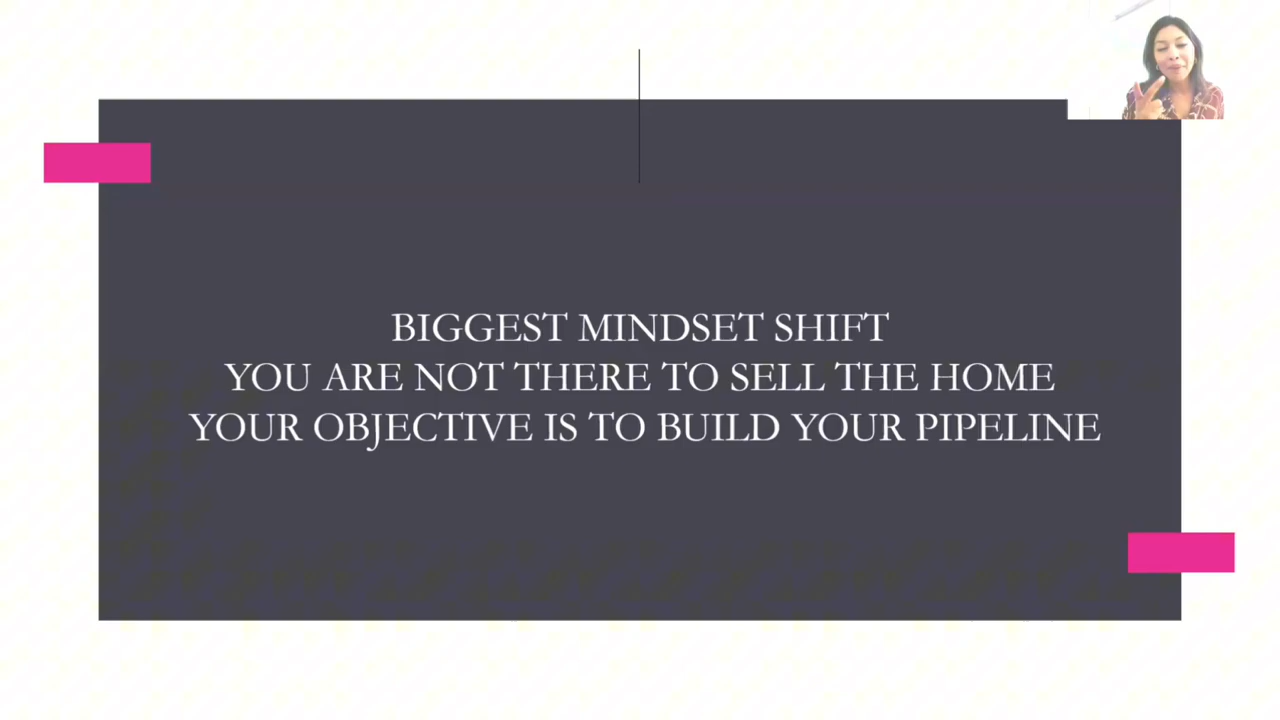 BIGGEST MINDSET SHIFT
YOU ARE NOT THERE TO SELL THE HOME
YOUR OBJECTIVE IS TO BUILD YOUR PIPELINE